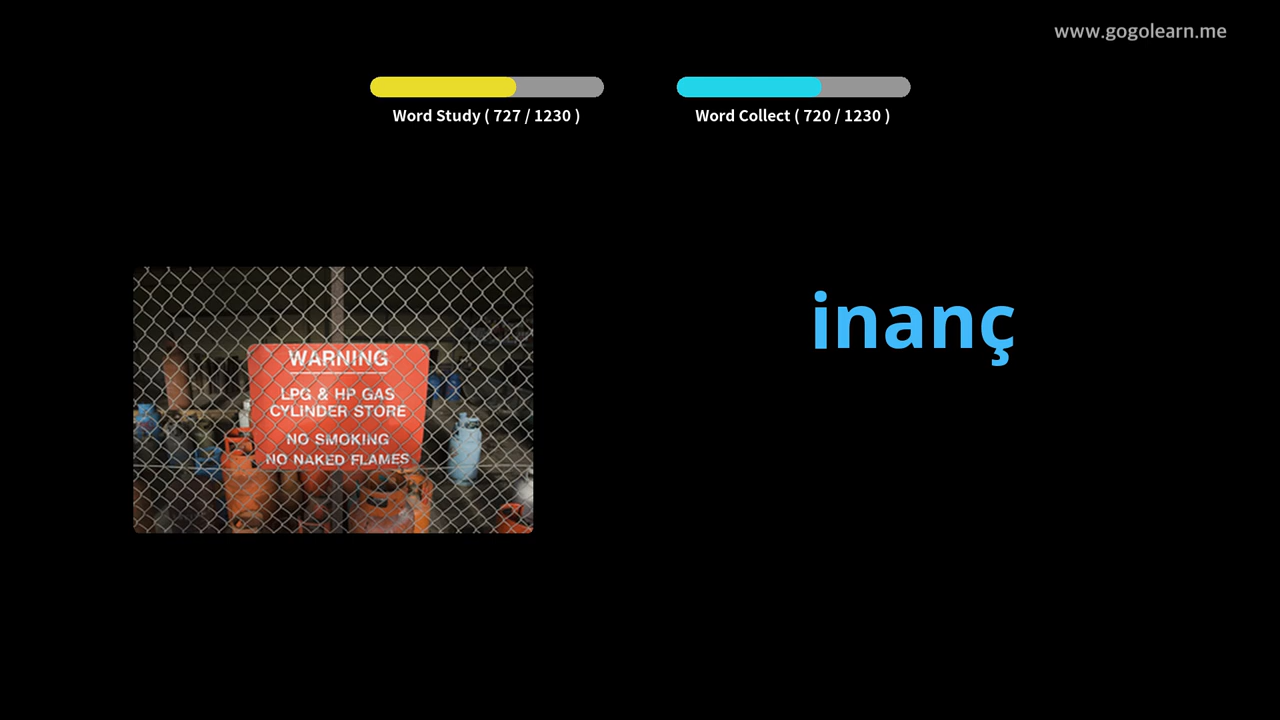 www.gogolearn.me
Word Study ( 727 / 1230 )
Word Collect ( 720 / 1230 )
inanç
WARNING
LPG & HP GAS
CYLINDER STORE
NO SMOKING
NO NAKED FLAMES